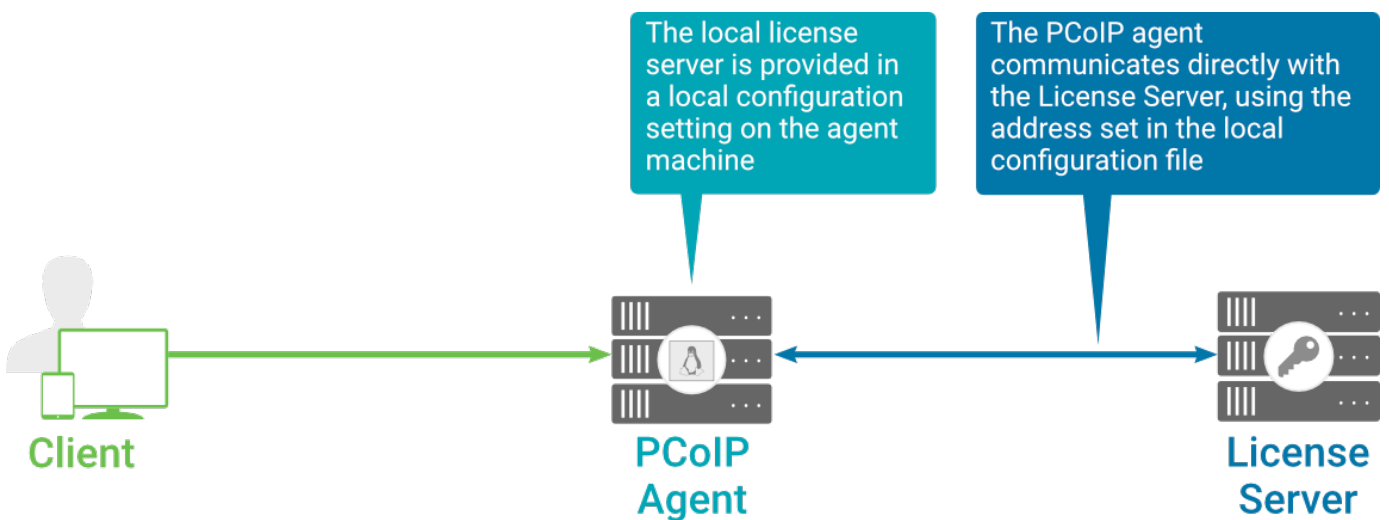 The local license
server is provided in
a local configuration
setting on the agent
machine
The PCoIP agent
communicates directly with
the License Server, using the
address set in the local
configuration file
Client
PCoIP
Agent
License
Server